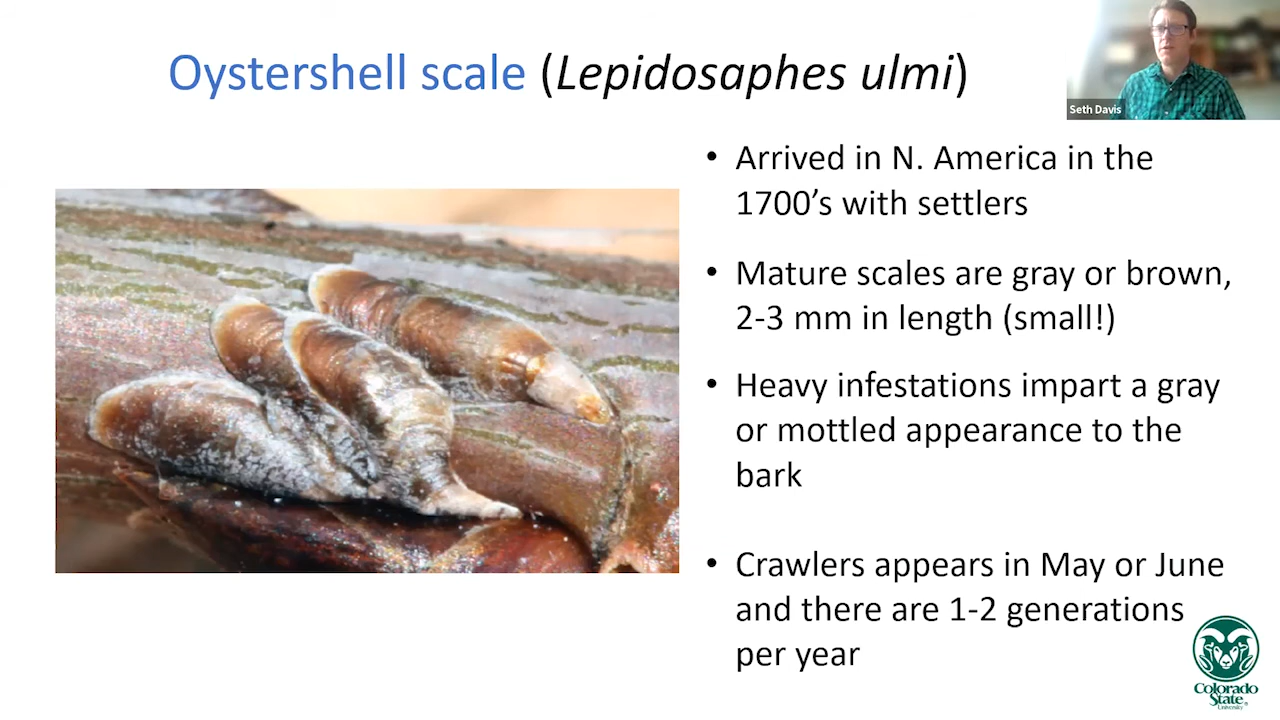 Oystershell scale (Lepidosaphes ulmi)
Seth Davis
• Arrived in N. America in the
1700’s with settlers
• Mature scales are gray or brown,
2-3 mm in length (small!)
• Heavy infestations impart a gray
or mottled appearance to the
bark
• Crawlers appears in May or June
and there are 1-2 generations
per year
Colorado
State
University